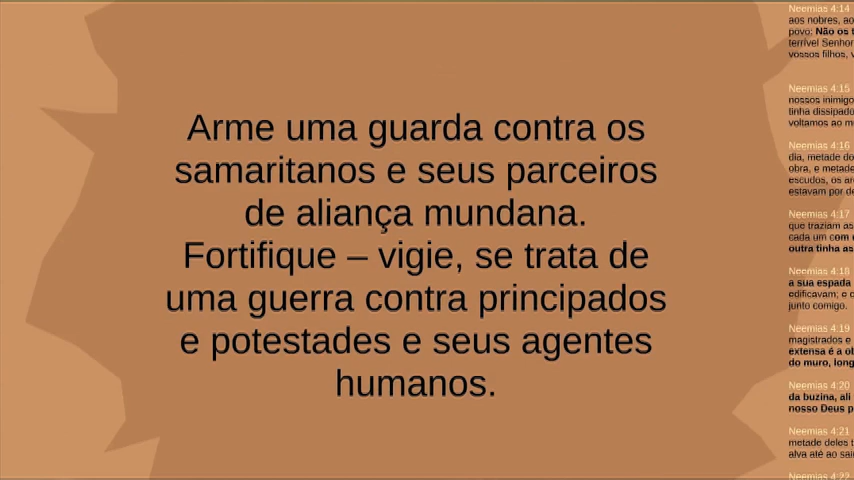 Arme uma guarda contra os
samaritanos e seus parceiros
de aliança mundana.
Fortifique – vigie, se trata de
uma guerra contra principados
e potestades e seus agentes
humanos.
Neemias 4:14
aos nobres, ao
povo: Não os t
terrível Senhor
vossos filhos, v
Neemias 4:15
nossos inimigo
tinha dissipado
voltamos ao m
Neemias 4:16
dia, metade do
obra, e metade
escudos, os ar
estavam por de
Neemias 4:17
que traziam as
cada um com
outra tinha as
Neemias 4:18
a sua espada
edificavam; e o
junto comigo.
Neemias 4:19
magistrados e
extensa é a ob
do muro, long
Neemias 4:20
da buzina, ali
nosso Deus p
Neemias 4:21
metade deles t
alva até ao sai
Neemias 4:22